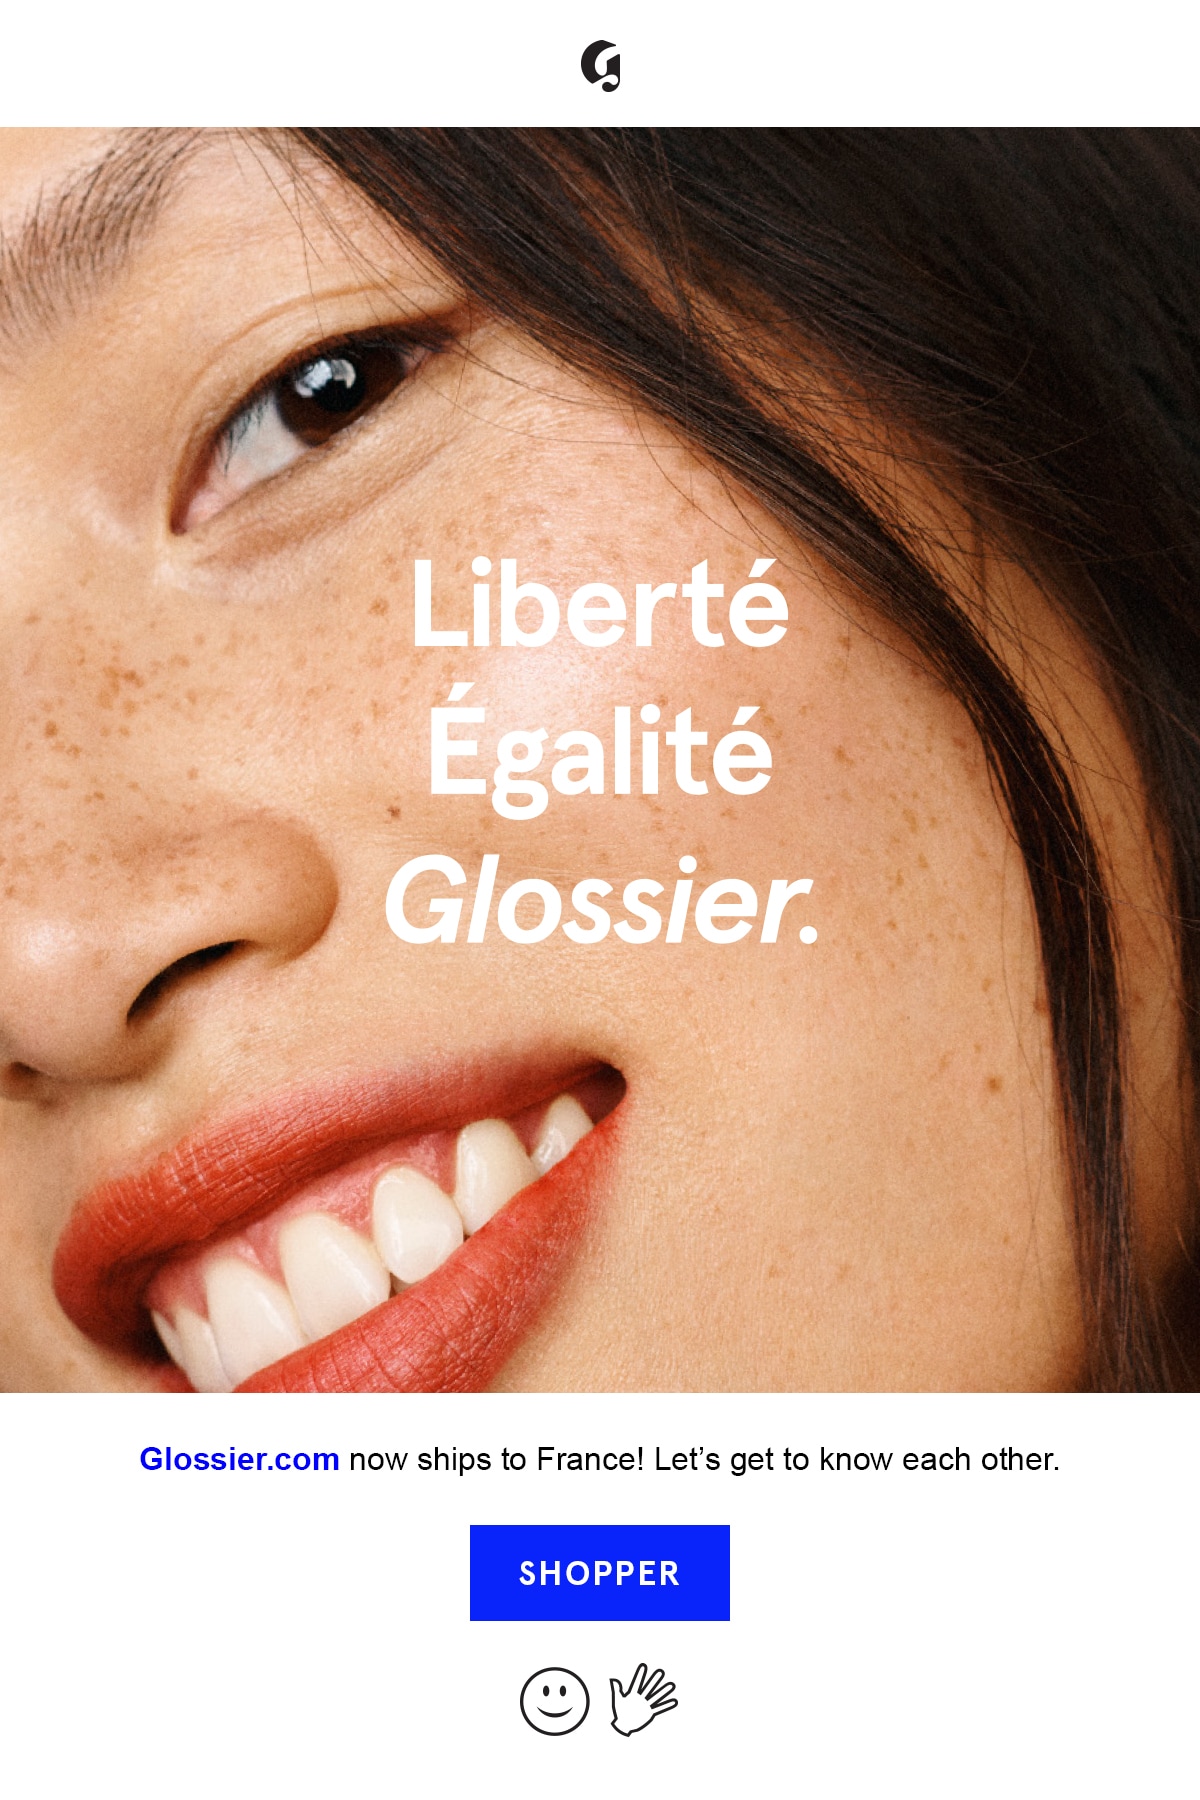 G
Liberté
Égalité
Glossier.
Glossier.com now ships to France! Let’s get to know each other.
SHOPPER